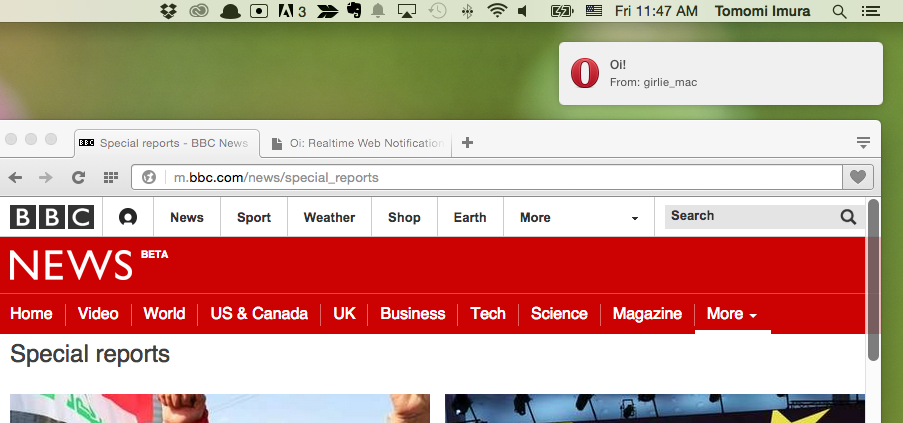 3 Fri 11:47 AM Tomomi Imura
Oi!
From: girlie_mac
BBC Special reports - BBC News Oi: Realtime Web Notification
m.bbc.com/news/special_reports
BBC News Sport Weather Shop Earth More Search
NEWS BETA
Home Video World US & Canada UK Business Tech Science Magazine More
Special reports